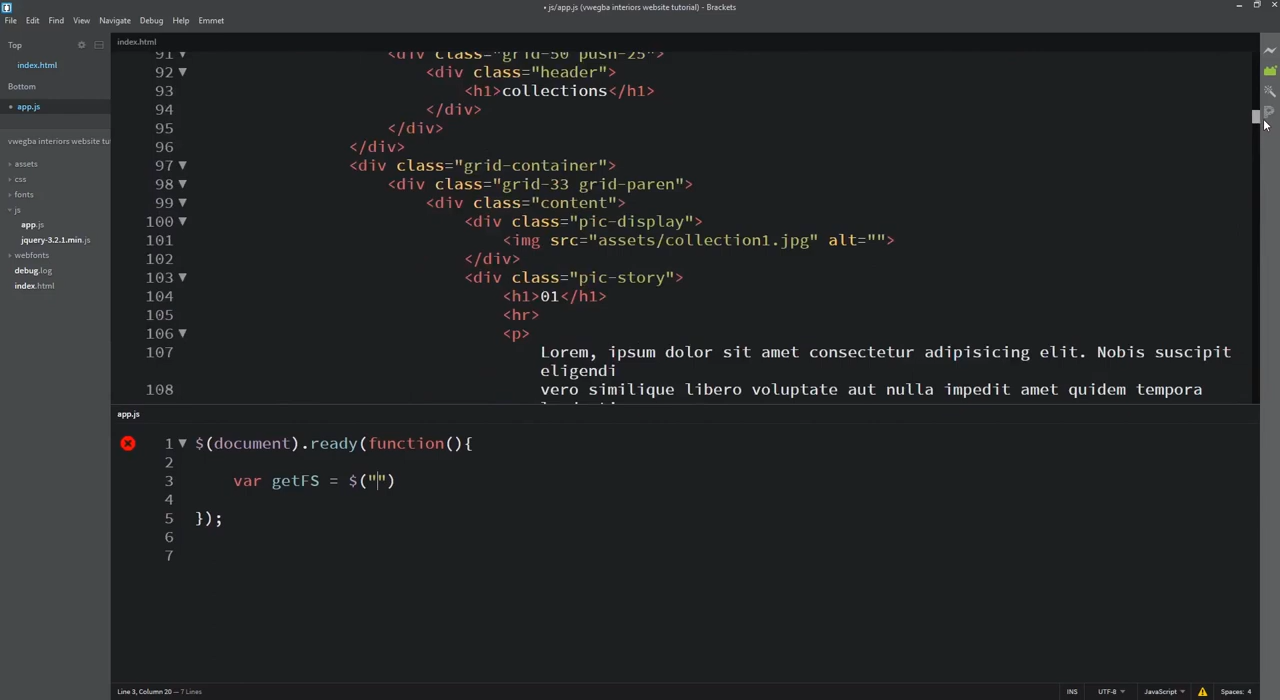 • js/app.js (vwegba interiors website tutorial) - Brackets
File Edit Find View Navigate Debug Help Emmet
Top
index.html
Bottom
• app.js
vwegba interiors website tu
assets
css
fonts
js
app.js
jquery-3.2.1.min.js
webfonts
debug.log
index.html
index.html
91 <div class="grid-50 push-25">
92 <div class="header">
93 <h1>collections</h1>
94 </div>
95 </div>
96 </div>
97 <div class="grid-container">
98 <div class="grid-33 grid-paren">
99 <div class="content">
100 <div class="pic-display">
101 <img src="assets/collection1.jpg" alt="">
102 </div>
103 <div class="pic-story">
104 <h1>01</h1>
105 <hr>
106 <p>
107 Lorem, ipsum dolor sit amet consectetur adipisicing elit. Nobis suscipit
eligendi
108 vero similique libero voluptate aut nulla impedit amet quidem tempora
app.js
1 $(document).ready(function(){
2
3 var getFS = $("")
4
5 });
6
7
Line 3, Column 20 — 7 Lines
INS UTF-8 JavaScript Spaces: 4